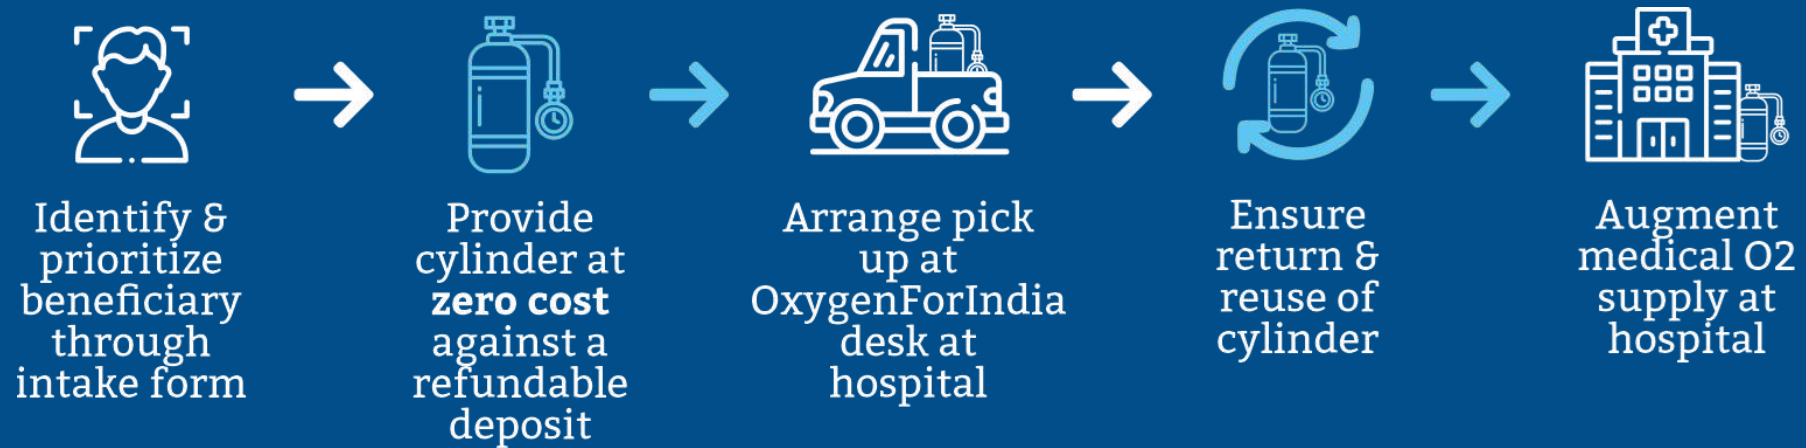 Identify &
prioritize
beneficiary
through
intake form
Provide
cylinder at
zero cost
against a
refundable
deposit
Arrange pick
up at
OxygenForIndia
desk at
hospital
Ensure
return &
reuse of
cylinder
Augment
medical O2
supply at
hospital